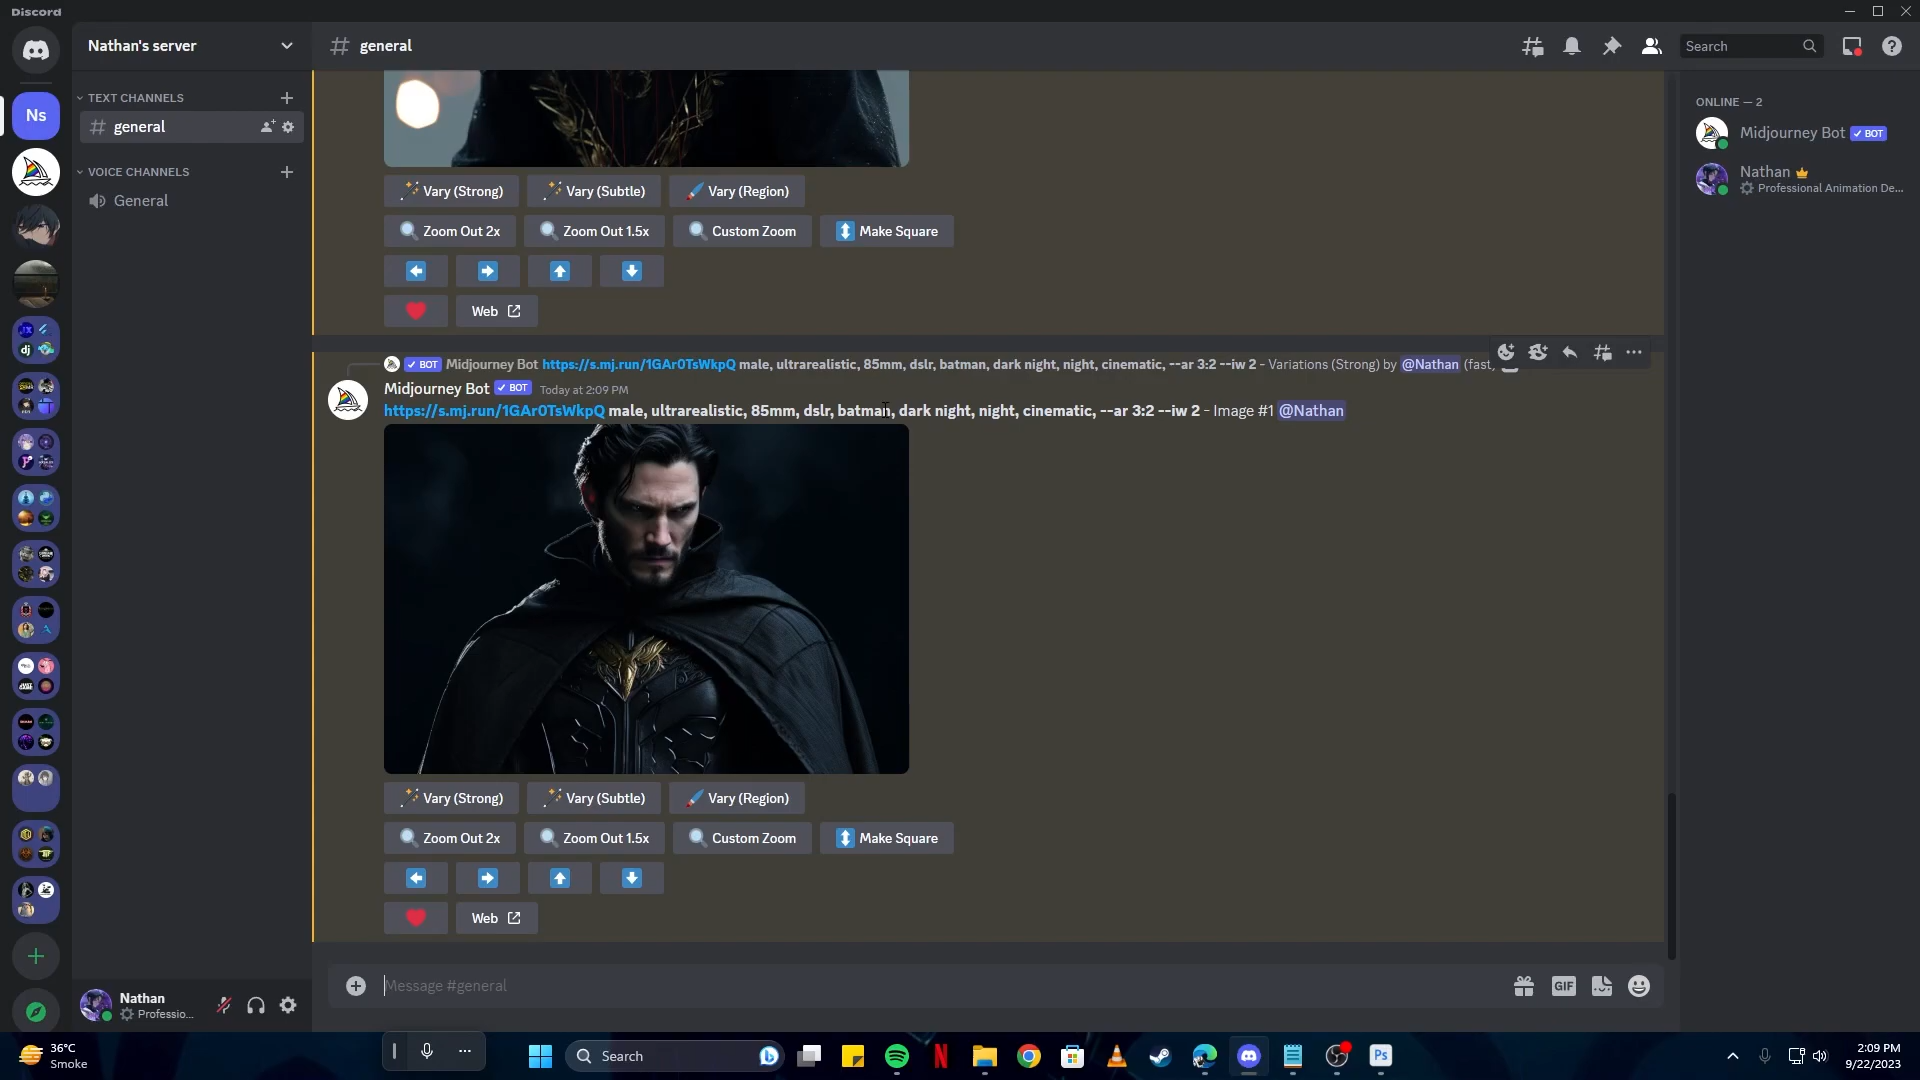 Discord
Nathan's server
general
Search
TEXT CHANNELS
general
VOICE CHANNELS
General
Ns
Vary (Strong)
Vary (Subtle)
Vary (Region)
Zoom Out 2x
Zoom Out 1.5x
Custom Zoom
Make Square
Web
BOT Midjourney Bot https://s.mj.run/1GAr0TsWkpQ male, ultrarealistic, 85mm, dslr, batman, dark night, night, cinematic, --ar 3:2 --iw 2 - Variations (Strong) by @Nathan (fast)
Midjourney Bot BOT Today at 2:09 PM
https://s.mj.run/1GAr0TsWkpQ male, ultrarealistic, 85mm, dslr, batman, dark night, night, cinematic, --ar 3:2 --iw 2 - Image #1 @Nathan
Vary (Strong)
Vary (Subtle)
Vary (Region)
Zoom Out 2x
Zoom Out 1.5x
Custom Zoom
Make Square
Web
Message #general
GIF
ONLINE — 2
Midjourney Bot BOT
Nathan
Professional Animation De...
Nathan
Professio...
36°C
Smoke
Search
Ps
2:09 PM
9/22/2023